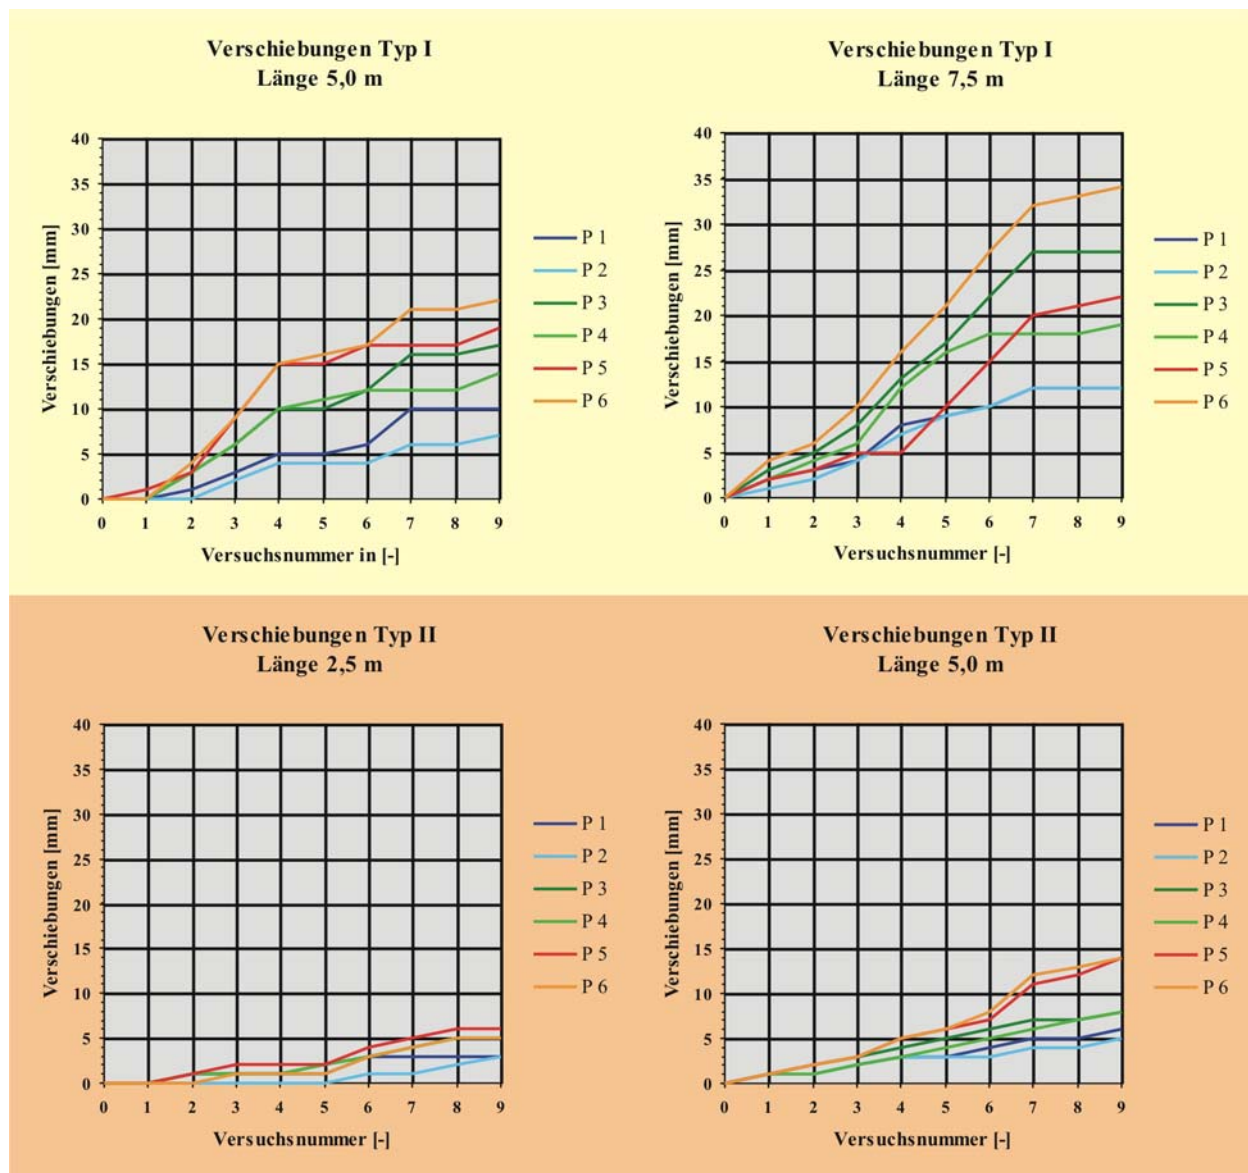 Verschiebungen Typ I
Länge 5,0 m
Verschiebungen [mm]
40
35
30
25
20
15
10
5
0
0 1 2 3 4 5 6 7 8 9
Versuchsnummer in [-]
P 1
P 2
P 3
P 4
P 5
P 6
Verschiebungen Typ I
Länge 7,5 m
Verschiebungen [mm]
40
35
30
25
20
15
10
5
0
0 1 2 3 4 5 6 7 8 9
Versuchsnummer [-]
P 1
P 2
P 3
P 4
P 5
P 6
Verschiebungen Typ II
Länge 2,5 m
Verschiebungen [mm]
40
35
30
25
20
15
10
5
0
0 1 2 3 4 5 6 7 8 9
Versuchsnummer [-]
P 1
P 2
P 3
P 4
P 5
P 6
Verschiebungen Typ II
Länge 5,0 m
Verschiebungen [mm]
40
35
30
25
20
15
10
5
0
0 1 2 3 4 5 6 7 8 9
Versuchsnummer [-]
P 1
P 2
P 3
P 4
P 5
P 6